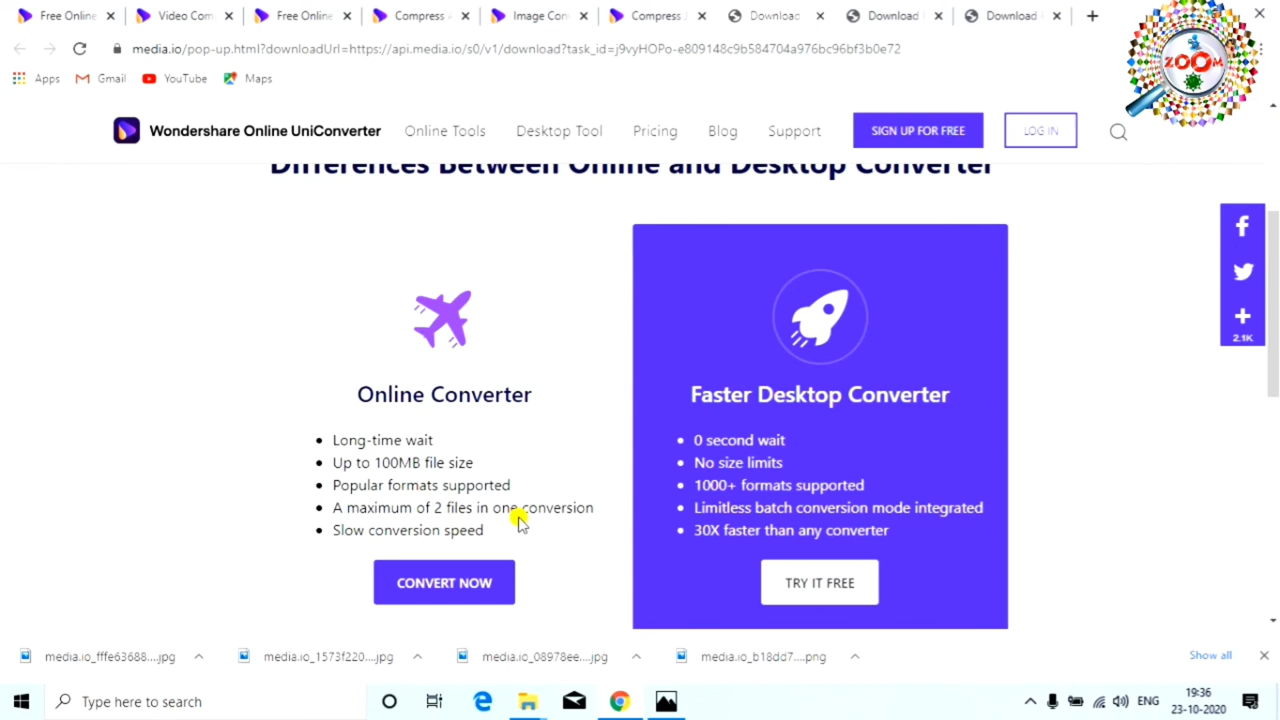 Free Online
Video Com
Free Online
Compress
Image Con
Compress J
Download
Download
Download
media.io/pop-up.html?downloadUrl=https://api.media.io/s0/v1/download?task_id=j9vyHOPo-e809148c9b584704a976bc96bf3b0e72
Apps
Gmail
YouTube
Maps
ZOOM
Wondershare Online UniConverter
Online Tools
Desktop Tool
Pricing
Blog
Support
SIGN UP FOR FREE
LOG IN
Differences Between Online and Desktop Converter
2.1K
Online Converter
• Long-time wait
• Up to 100MB file size
• Popular formats supported
• A maximum of 2 files in one conversion
• Slow conversion speed
CONVERT NOW
Faster Desktop Converter
• 0 second wait
• No size limits
• 1000+ formats supported
• Limitless batch conversion mode integrated
• 30X faster than any converter
TRY IT FREE
media.io_fffe63688....jpg
media.io_1573f220....jpg
media.io_08978ee....jpg
media.io_b18dd7....png
Show all
Type here to search
ENG
19:36
23-10-2020